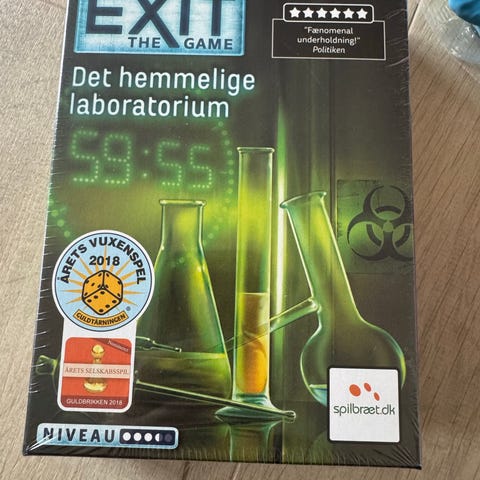 EXIT
THE GAME
"Fænomenal
underholdning!"
Politiken
Det hemmelige
laboratorium
59:55
ÅRETS VUXENSPEL
2018
GULDTÄRNINGEN
Nomineret
ÅRETS SELSKABSSPIL
GULDBRIKKEN 2018
spilbræt.dk
NIVEAU